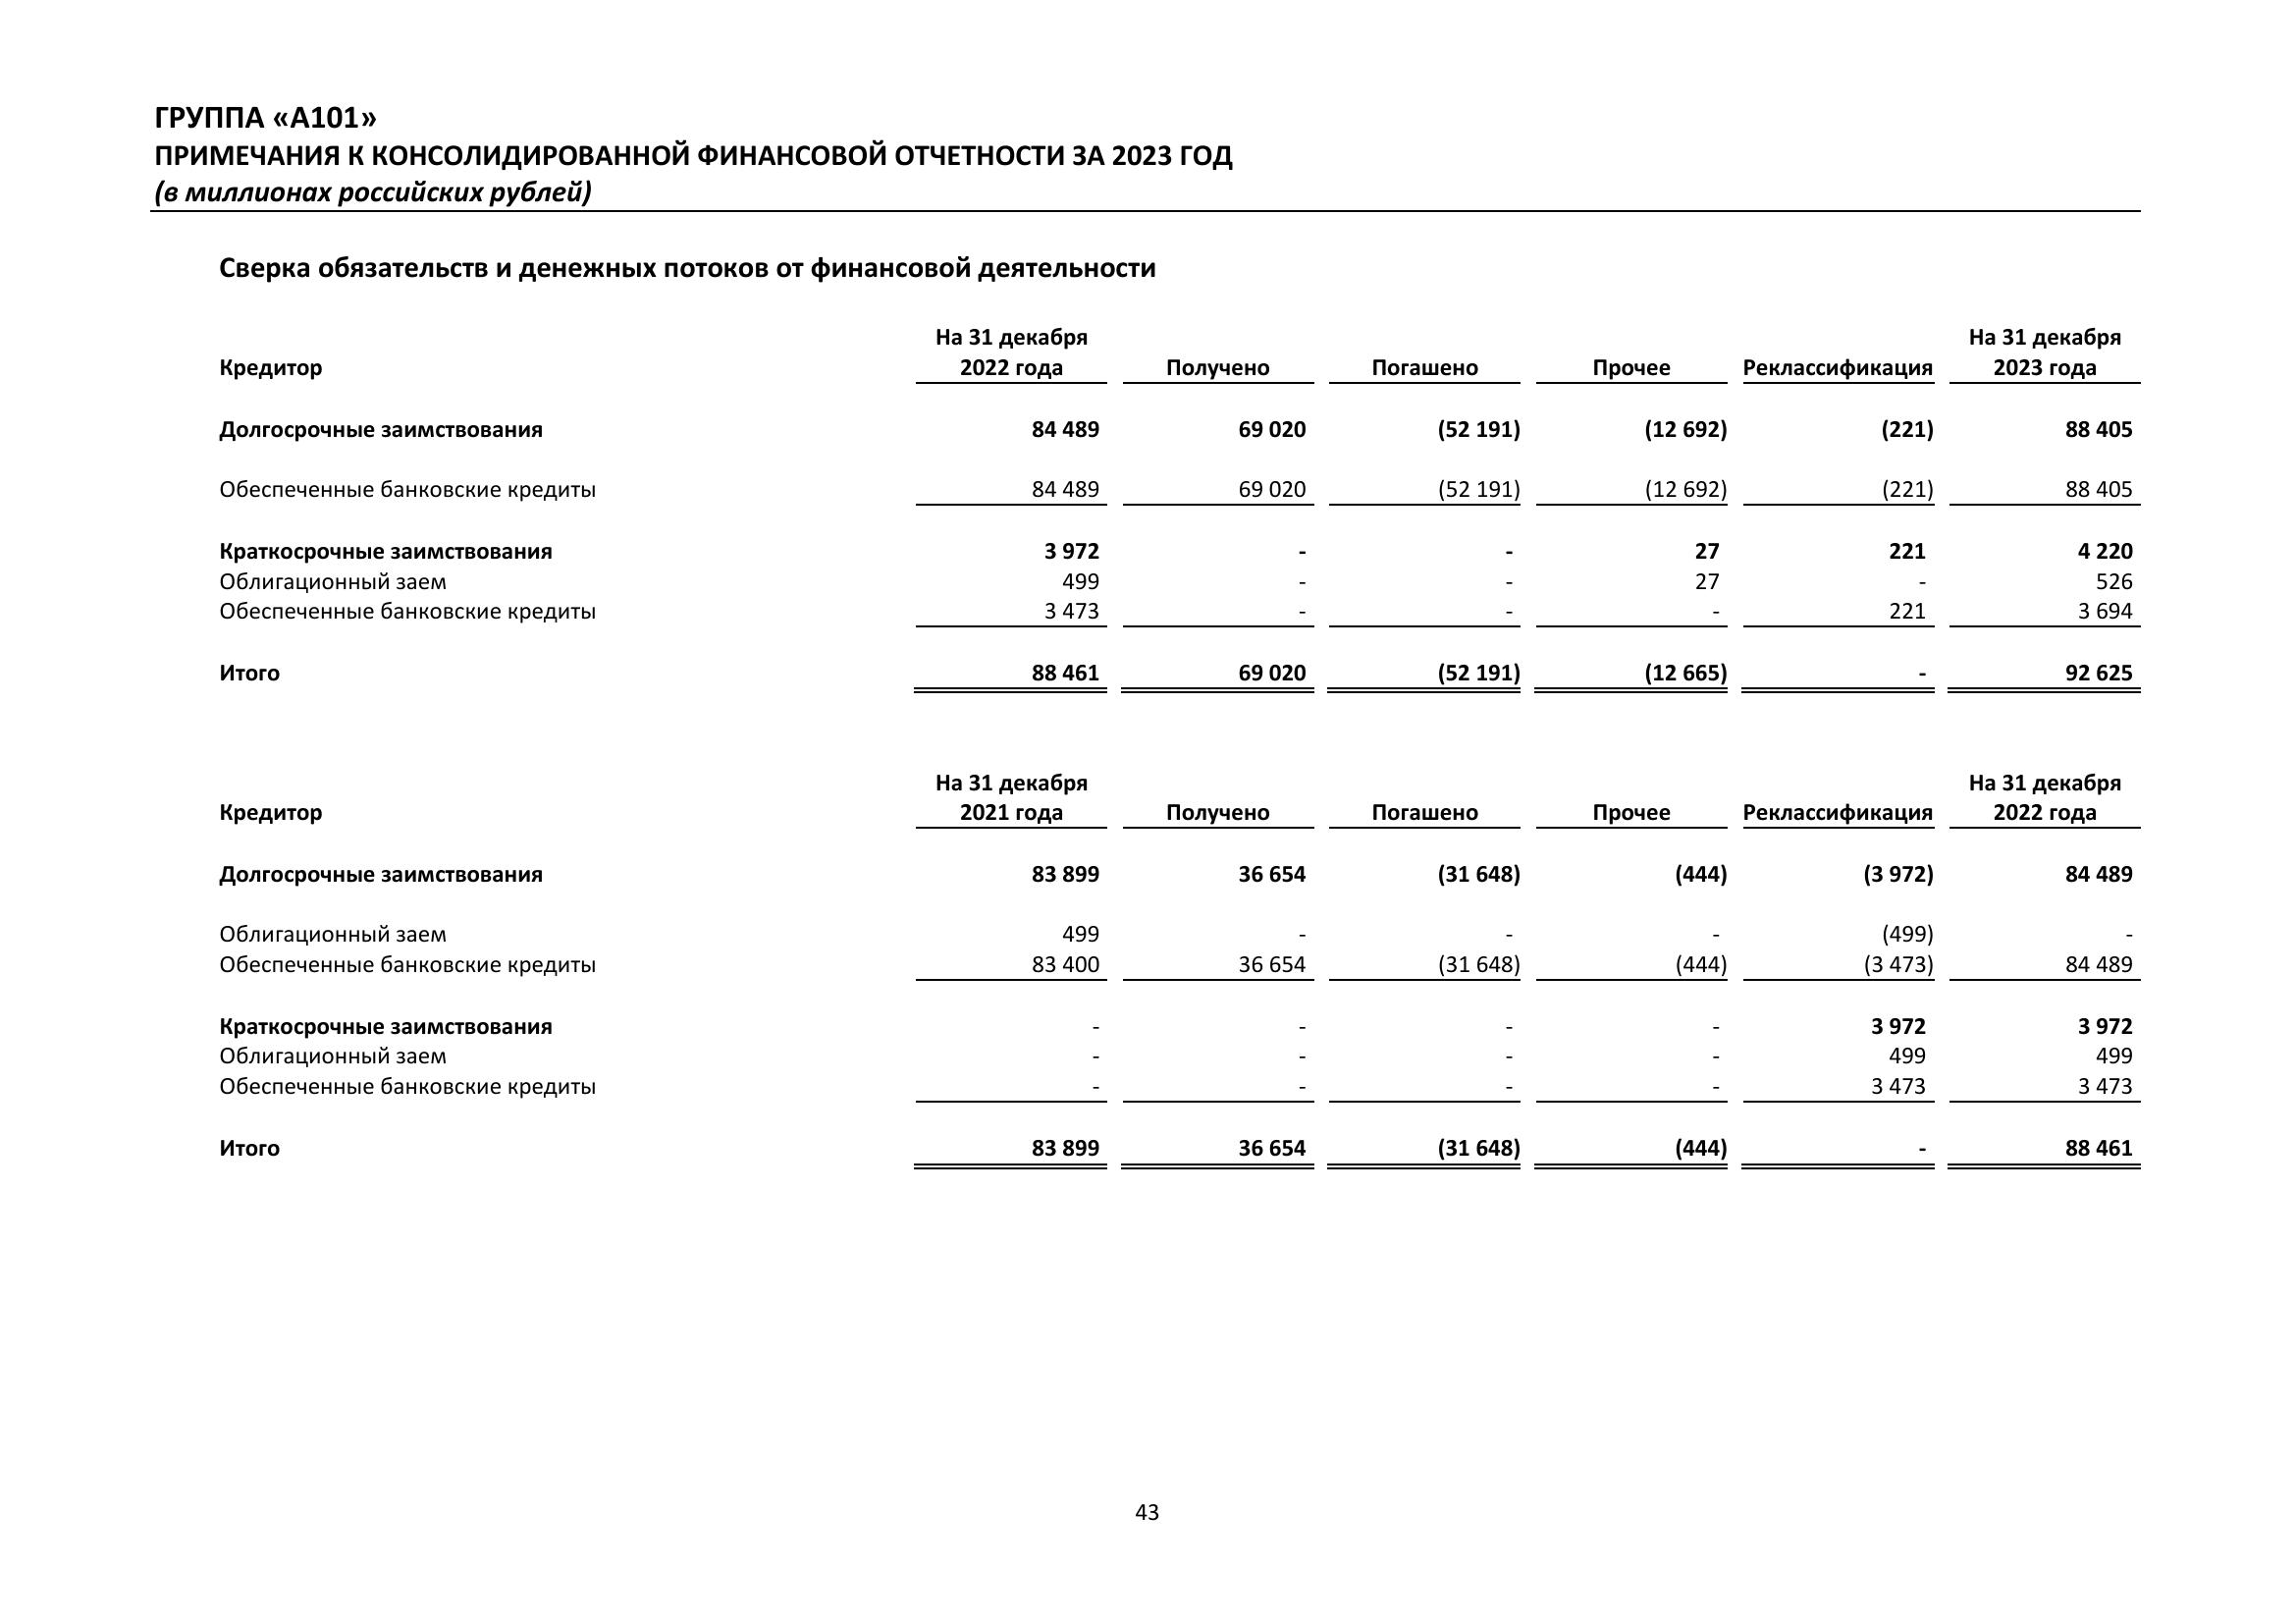 ГРУППА «А101»
ПРИМЕЧАНИЯ К КОНСОЛИДИРОВАННОЙ ФИНАНСОВОЙ ОТЧЕТНОСТИ ЗА 2023 ГОД
(в миллионах российских рублей)
Сверка обязательств и денежных потоков от финансовой деятельности
На 31 декабря На 31 декабря
Кредитор 2022 года Получено Погашено Прочее Реклассификация 2023 года
Долгосрочные заимствования 84 489 69 020 (52 191) (12 692) (221) 88 405
Обеспеченные банковские кредиты 84 489 69 020 (52 191) (12 692) (221) 88 405
Краткосрочные заимствования 3 972 - - 27 221 4 220
Облигационный заем 499 - - 27 - 526
Обеспеченные банковские кредиты 3 473 - - - 221 3 694
Итого 88 461 69 020 (52 191) (12 665) - 92 625
На 31 декабря На 31 декабря
Кредитор 2021 года Получено Погашено Прочее Реклассификация 2022 года
Долгосрочные заимствования 83 899 36 654 (31 648) (444) (3 972) 84 489
Облигационный заем 499 - - - (499) -
Обеспеченные банковские кредиты 83 400 36 654 (31 648) (444) (3 473) 84 489
Краткосрочные заимствования - - - - 3 972 3 972
Облигационный заем - - - - 499 499
Обеспеченные банковские кредиты - - - - 3 473 3 473
Итого 83 899 36 654 (31 648) (444) - 88 461
43